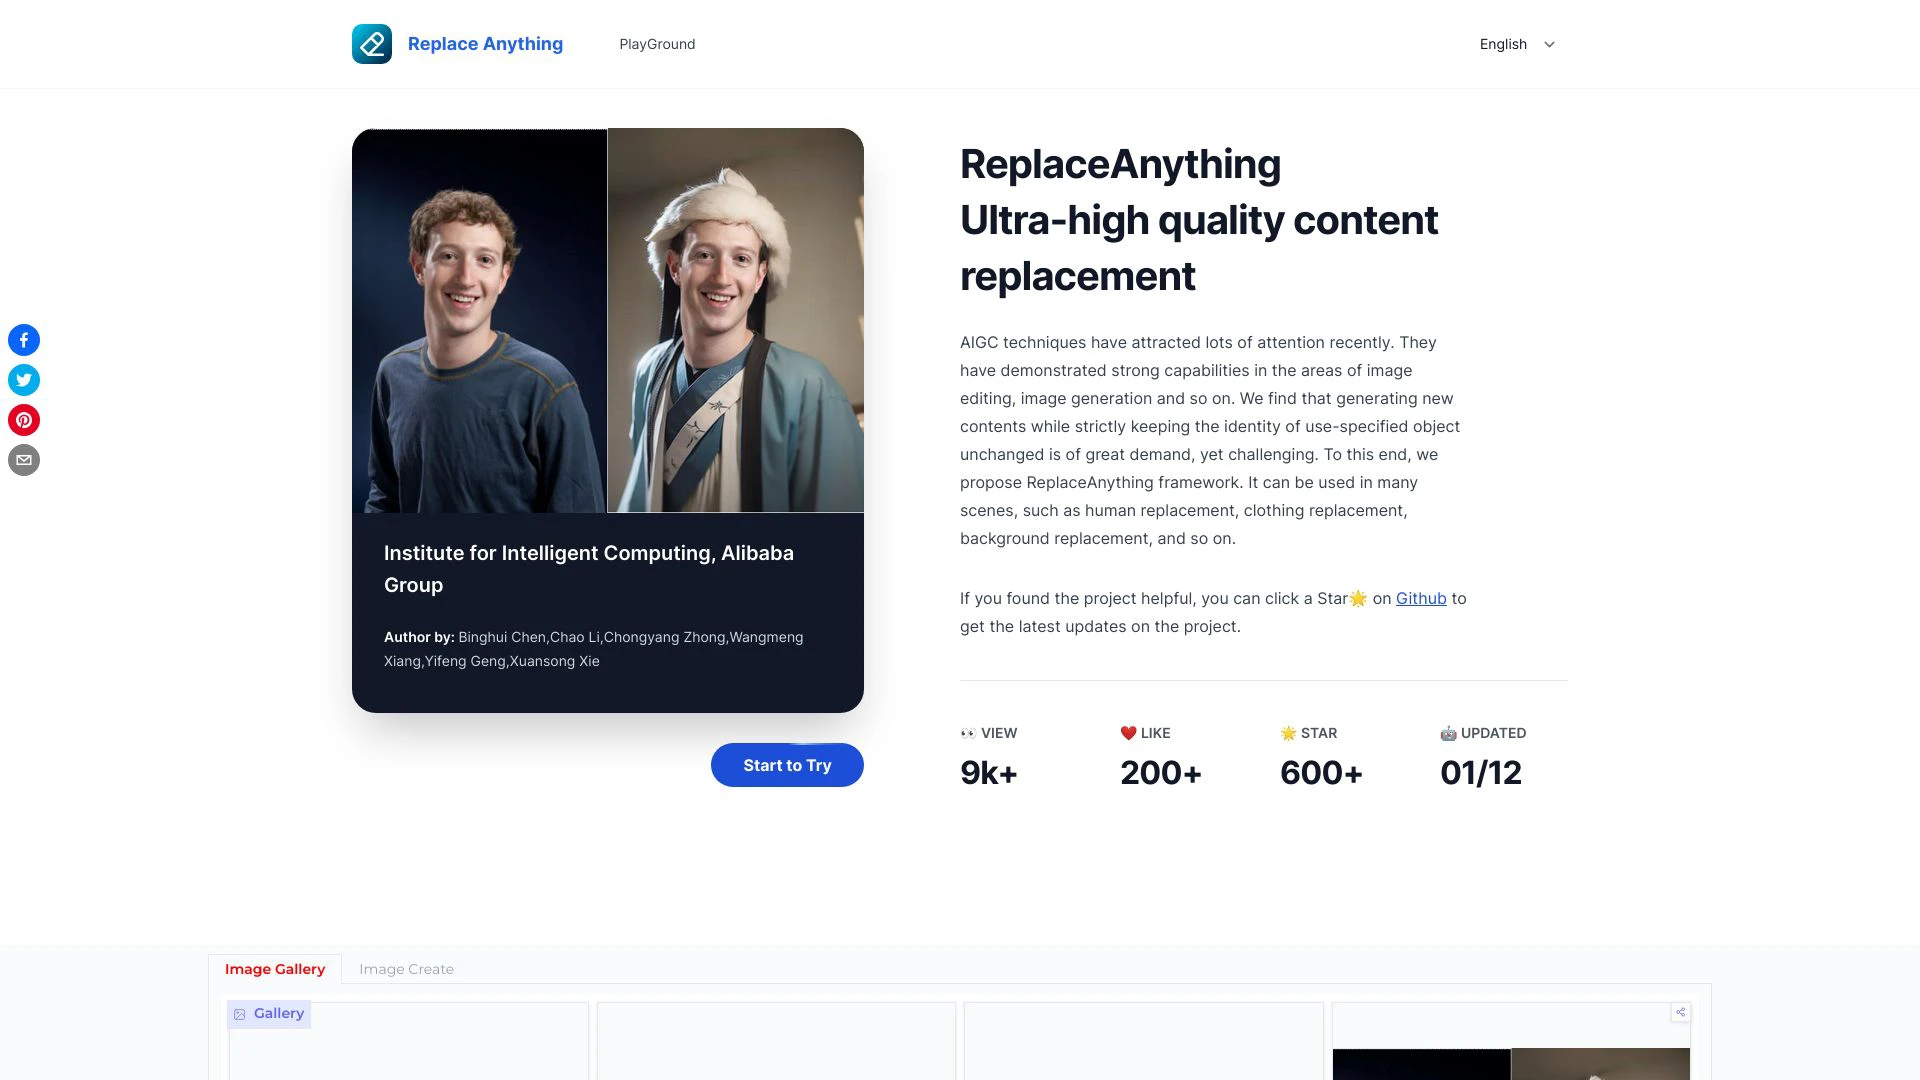 Replace Anything
PlayGround
English
Institute for Intelligent Computing, Alibaba
Group
Author by: Binghui Chen,Chao Li,Chongyang Zhong,Wangmeng
Xiang,Yifeng Geng,Xuansong Xie
Start to Try
ReplaceAnything
Ultra-high quality content
replacement
AIGC techniques have attracted lots of attention recently. They
have demonstrated strong capabilities in the areas of image
editing, image generation and so on. We find that generating new
contents while strictly keeping the identity of use-specified object
unchanged is of great demand, yet challenging. To this end, we
propose ReplaceAnything framework. It can be used in many
scenes, such as human replacement, clothing replacement,
background replacement, and so on.
If you found the project helpful, you can click a Star🌟 on Github to
get the latest updates on the project.
👀 VIEW
9k+
❤️ LIKE
200+
🌟 STAR
600+
🤖 UPDATED
01/12
Image Gallery
Image Create
Gallery